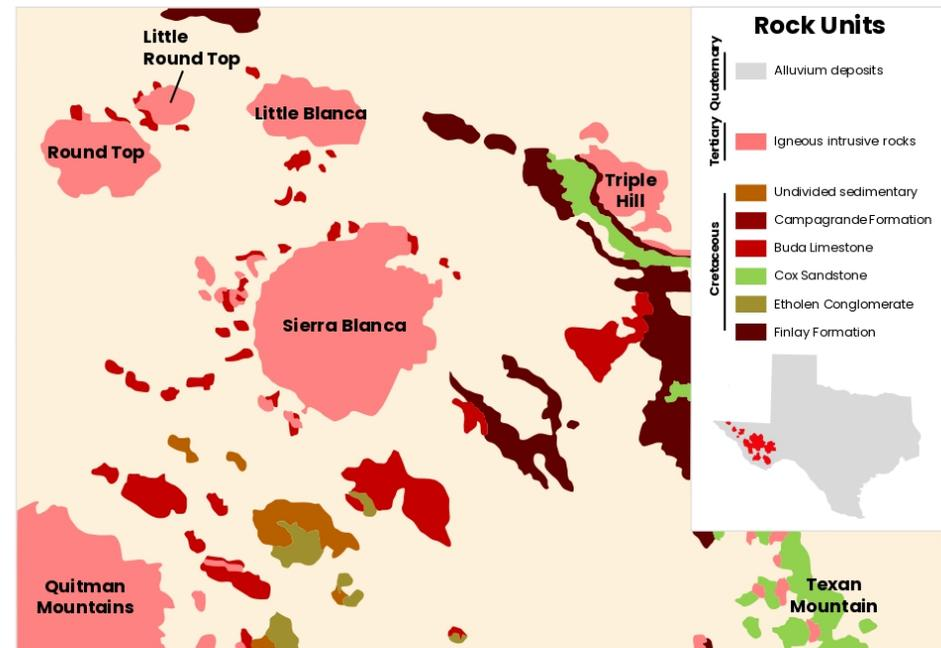 Little
Round Top
Little Blanca
Round Top
Triple
Hill
Sierra Blanca
Quitman
Mountains
Texan
Mountain
Rock Units
Quaternary
Alluvium deposits
Tertiary
Igneous intrusive rocks
Cretaceous
Undivided sedimentary
Campagrande Formation
Buda Limestone
Cox Sandstone
Etholen Conglomerate
Finlay Formation